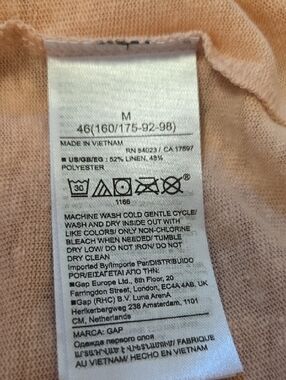 M
46(160/175-92-98)
MADE IN VIETNAM
RN 54023 / CA 17897
■ US/GB/EG : 52% LINEN, 48%
POLYESTER
30
1166
MACHINE WASH COLD GENTLE CYCLE/
WASH AND DRY INSIDE OUT WITH
LIKE COLORS/ ONLY NON-CHLORINE
BLEACH WHEN NEEDED/ TUMBLE
DRY LOW/ DO NOT IRON/ DO NOT
DRY CLEAN
Imported By/Importe Par/DISTRIBUIDO
POR/ΕΙΣΑΓΕΤΑΙ ΑΠΟ ΤΗΝ:
■Gap Europe Ltd., 6th Floor, 20
Farringdon Street, London, EC4A 4AB, UK
■Gap (RHC) B.V. Luna Arena,
Herikerbergweg 238 Amsterdam, 1101
CM, Netherlands
MARCA: GAP
Одежда первого слоя
FABRIQUE
AU VIETNAM/ HECHO EN VIETNAM